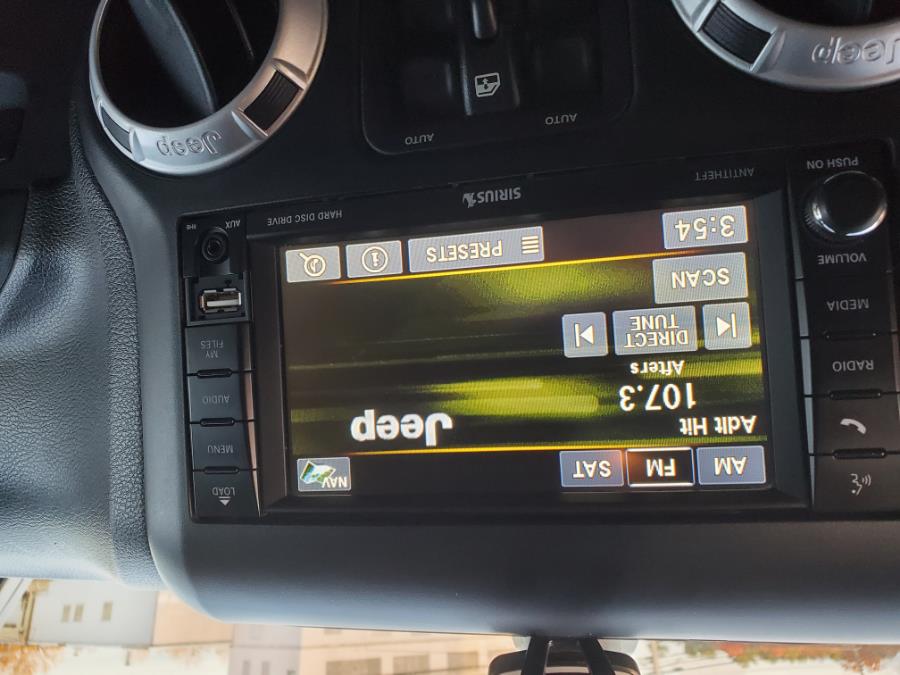 LOAD
MENU
AUDIO
MY
FILES
AM
FM
SAT
NAV
Adlt Hit
Jeep
107.3
Afters
DIRECT
TUNE
SCAN
3:54
PRESETS
i
RADIO
MEDIA
VOLUME
PUSH ON
ANTITHEFT
SIRIUS
HARD DISC DRIVE
AUX
AUTO
AUTO
Jeep
Jeep